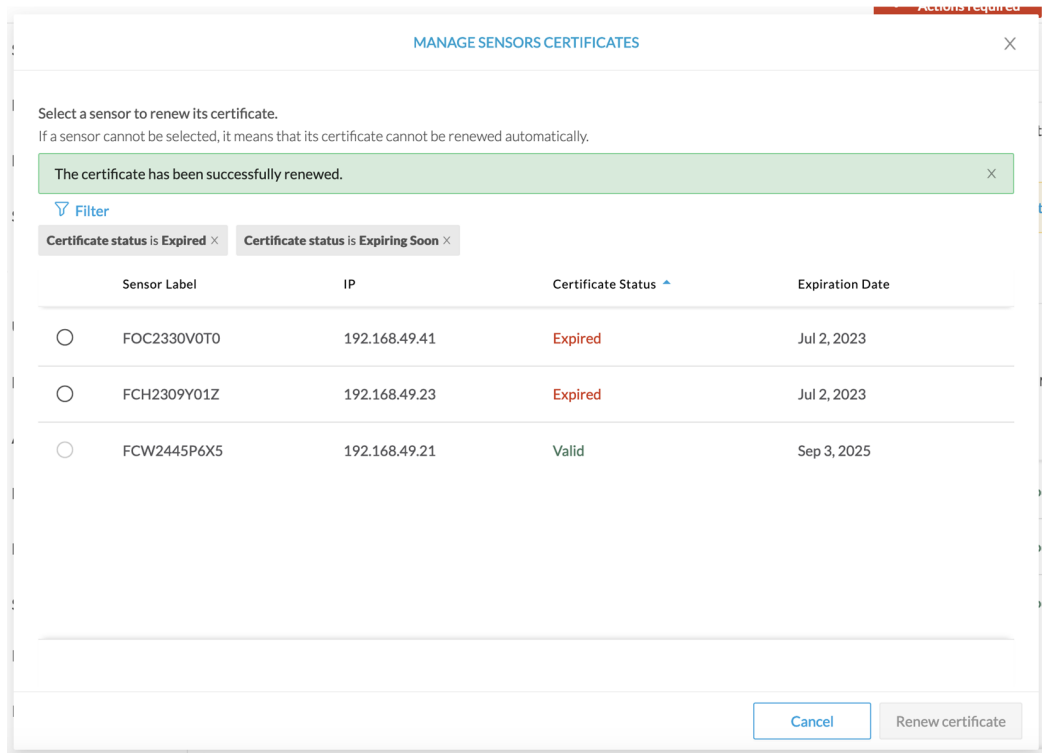 Actions required
MANAGE SENSORS CERTIFICATES
Select a sensor to renew its certificate.
If a sensor cannot be selected, it means that its certificate cannot be renewed automatically.
The certificate has been successfully renewed.
Filter
Certificate status is Expired × Certificate status is Expiring Soon ×
Sensor Label IP Certificate Status Expiration Date
FOC2330V0T0 192.168.49.41 Expired Jul 2, 2023
FCH2309Y01Z 192.168.49.23 Expired Jul 2, 2023
FCW2445P6X5 192.168.49.21 Valid Sep 3, 2025
Cancel Renew certificate